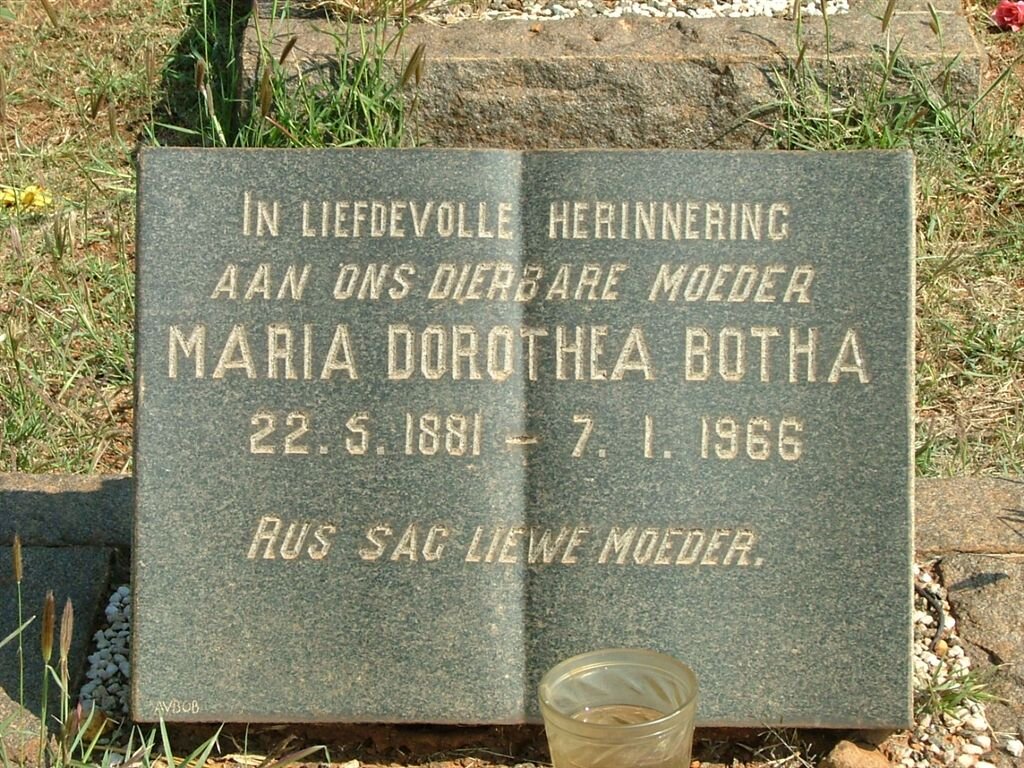 IN LIEFDEVOLLE HERINNERING
AAN ONS DIERBARE MOEDER
MARIA DOROTHEA BOTHA
22.5.1881 – 7.1.1966
RUS SAG LIEWE MOEDER.
AVBOB